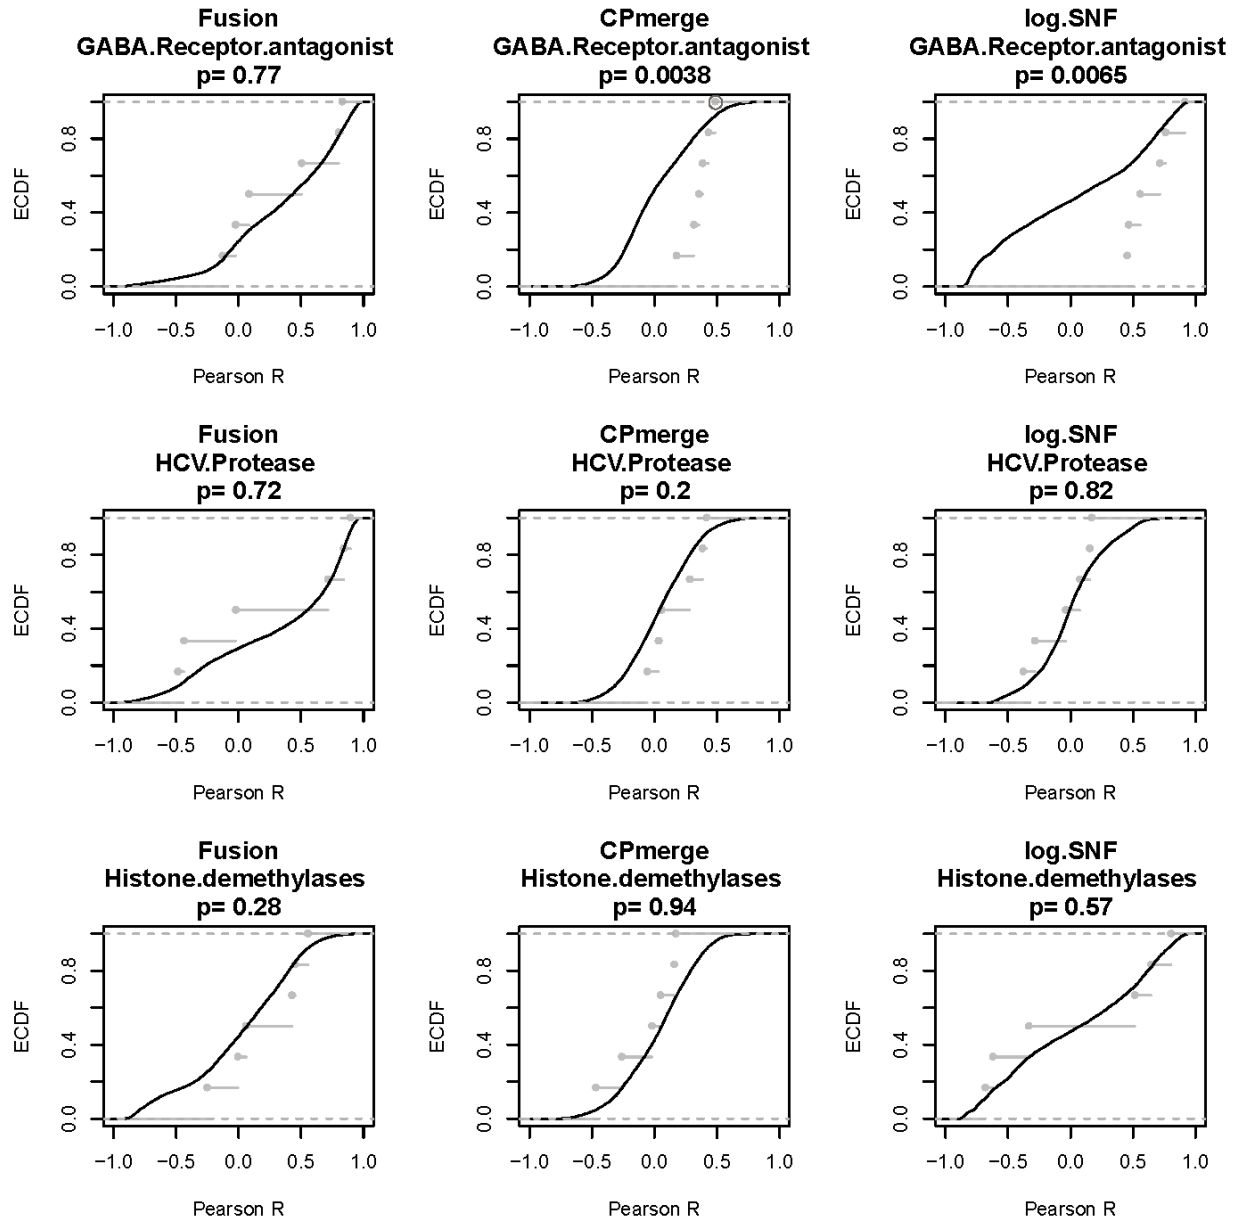 Fusion
GABA.Receptor.antagonist
p= 0.77
ECDF
0.0 0.4 0.8
−1.0 −0.5 0.0 0.5 1.0
Pearson R
CPmerge
GABA.Receptor.antagonist
p= 0.0038
ECDF
0.0 0.4 0.8
−1.0 −0.5 0.0 0.5 1.0
Pearson R
log.SNF
GABA.Receptor.antagonist
p= 0.0065
ECDF
0.0 0.4 0.8
−1.0 −0.5 0.0 0.5 1.0
Pearson R
Fusion
HCV.Protease
p= 0.72
ECDF
0.0 0.4 0.8
−1.0 −0.5 0.0 0.5 1.0
Pearson R
CPmerge
HCV.Protease
p= 0.2
ECDF
0.0 0.4 0.8
−1.0 −0.5 0.0 0.5 1.0
Pearson R
log.SNF
HCV.Protease
p= 0.82
ECDF
0.0 0.4 0.8
−1.0 −0.5 0.0 0.5 1.0
Pearson R
Fusion
Histone.demethylases
p= 0.28
ECDF
0.0 0.4 0.8
−1.0 −0.5 0.0 0.5 1.0
Pearson R
CPmerge
Histone.demethylases
p= 0.94
ECDF
0.0 0.4 0.8
−1.0 −0.5 0.0 0.5 1.0
Pearson R
log.SNF
Histone.demethylases
p= 0.57
ECDF
0.0 0.4 0.8
−1.0 −0.5 0.0 0.5 1.0
Pearson R